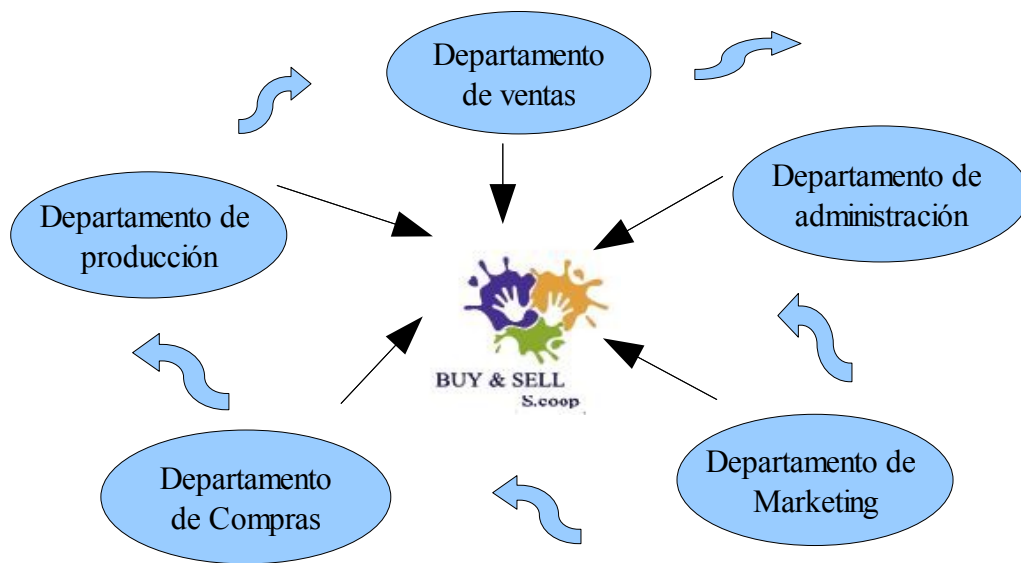 Departamento
de ventas
Departamento de
administración
Departamento de
producción
BUY & SELL
S.coop
Departamento
de Compras
Departamento de
Marketing